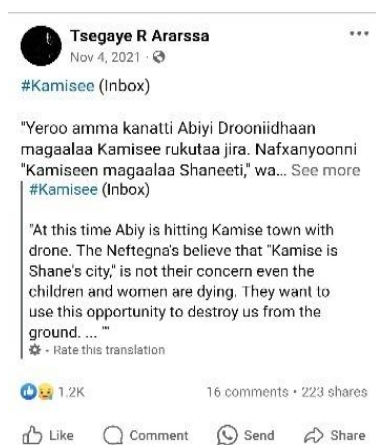 Tsegaye R Ararssa
Nov 4, 2021 ·
#Kamisee (Inbox)
"Yeroo amma kanatti Abiyi Drooniidhaan
magaalaa Kamisee rukutaa jira. Nafxanyoonni
"Kamiseen magaalaa Shaneeti," wa... See more
#Kamisee (Inbox)
"At this time Abiy is hitting Kamise town with
drone. The Neftegna's believe that "Kamise is
Shane's city," is not their concern even the
children and women are dying. They want to
use this opportunity to destroy us from the
ground. ... ""
· Rate this translation
1.2K 16 comments • 223 shares
Like Comment Send Share